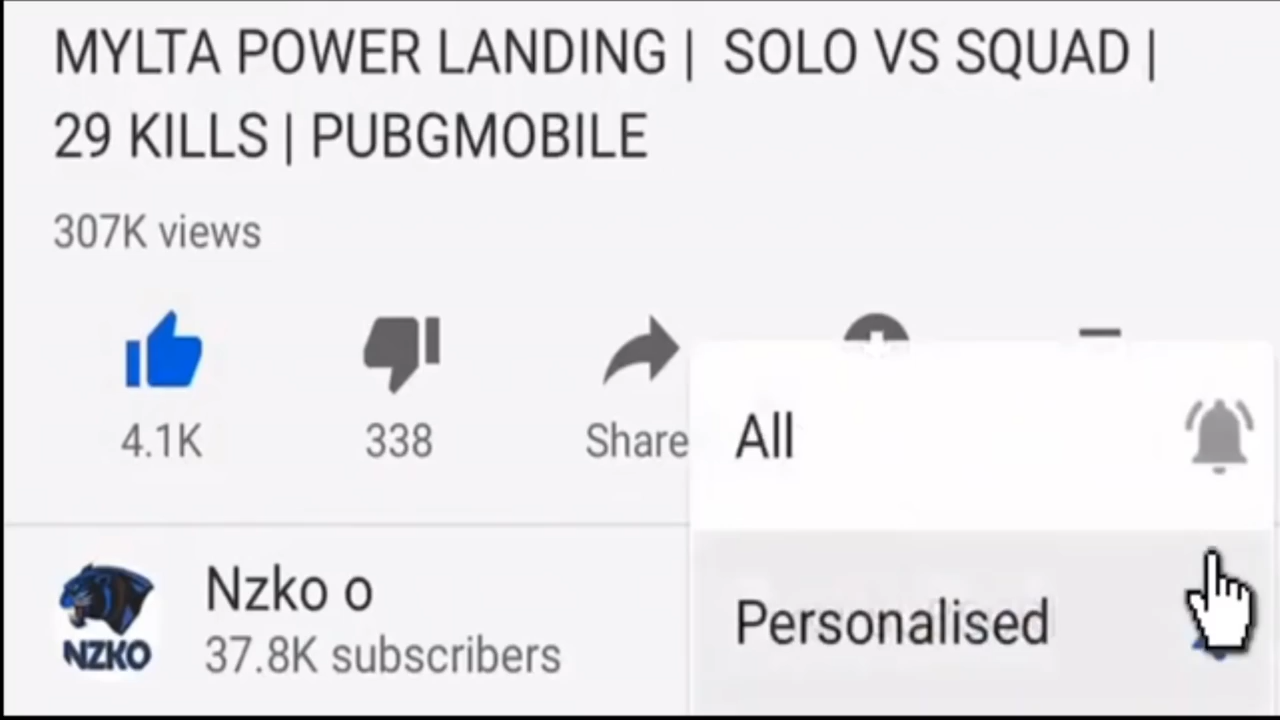 MYLTA POWER LANDING | SOLO VS SQUAD |
29 KILLS | PUBGMOBILE
307K views
4.1K
338
Share
All
Nzko o
NZKO
37.8K subscribers
Personalised